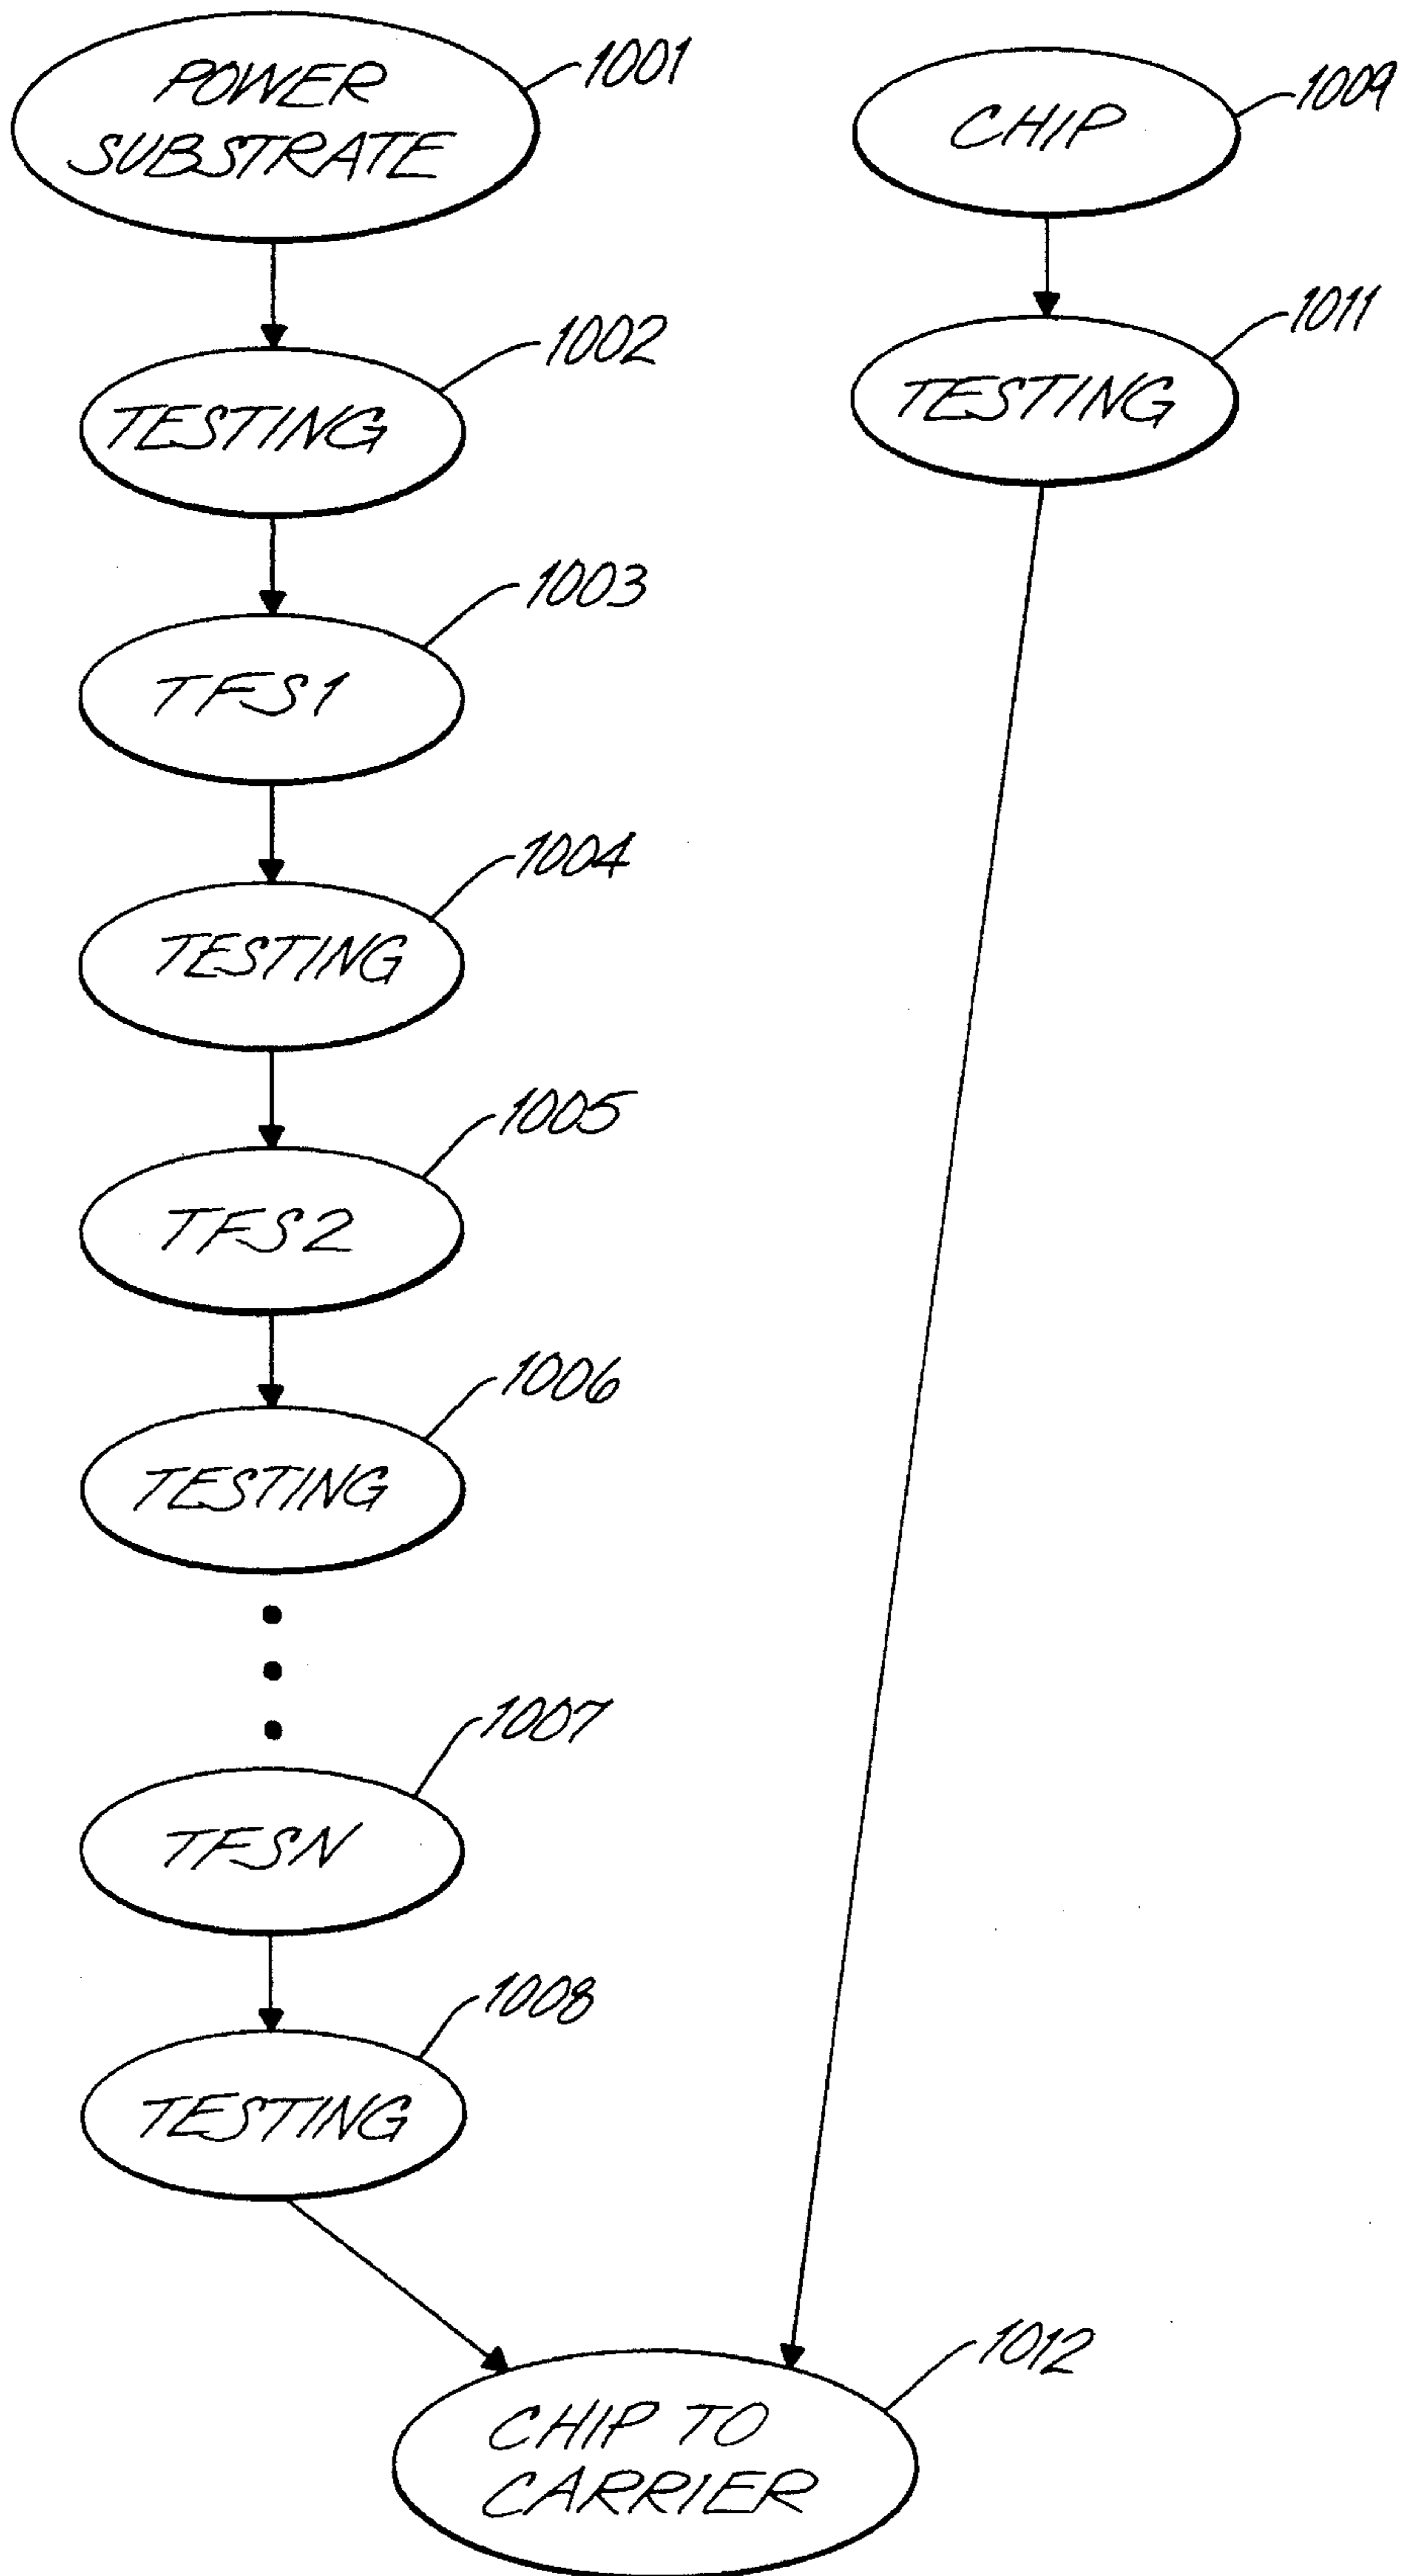 POWER
SUBSTRATE
1001
TESTING
1002
TFS1
1003
TESTING
1004
TFS2
1005
TESTING
1006
TFSN
1007
TESTING
1008
CHIP
1009
TESTING
1011
CHIP TO
CARRIER
1012